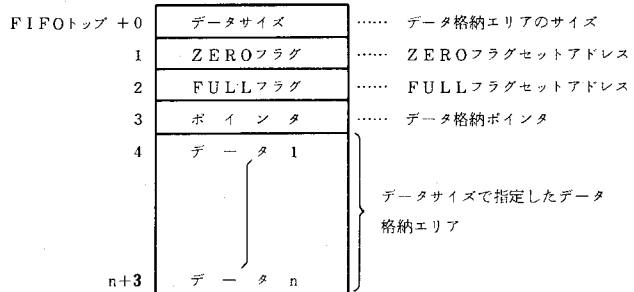 FIFOトップ +0 データサイズ …… データ格納エリアのサイズ
1 ZEROフラグ …… ZEROフラグセットアドレス
2 FULLフラグ …… FULLフラグセットアドレス
3 ポインタ …… データ格納ポインタ
4 データ 1
データサイズで指定したデータ
格納エリア
n+3 データ n